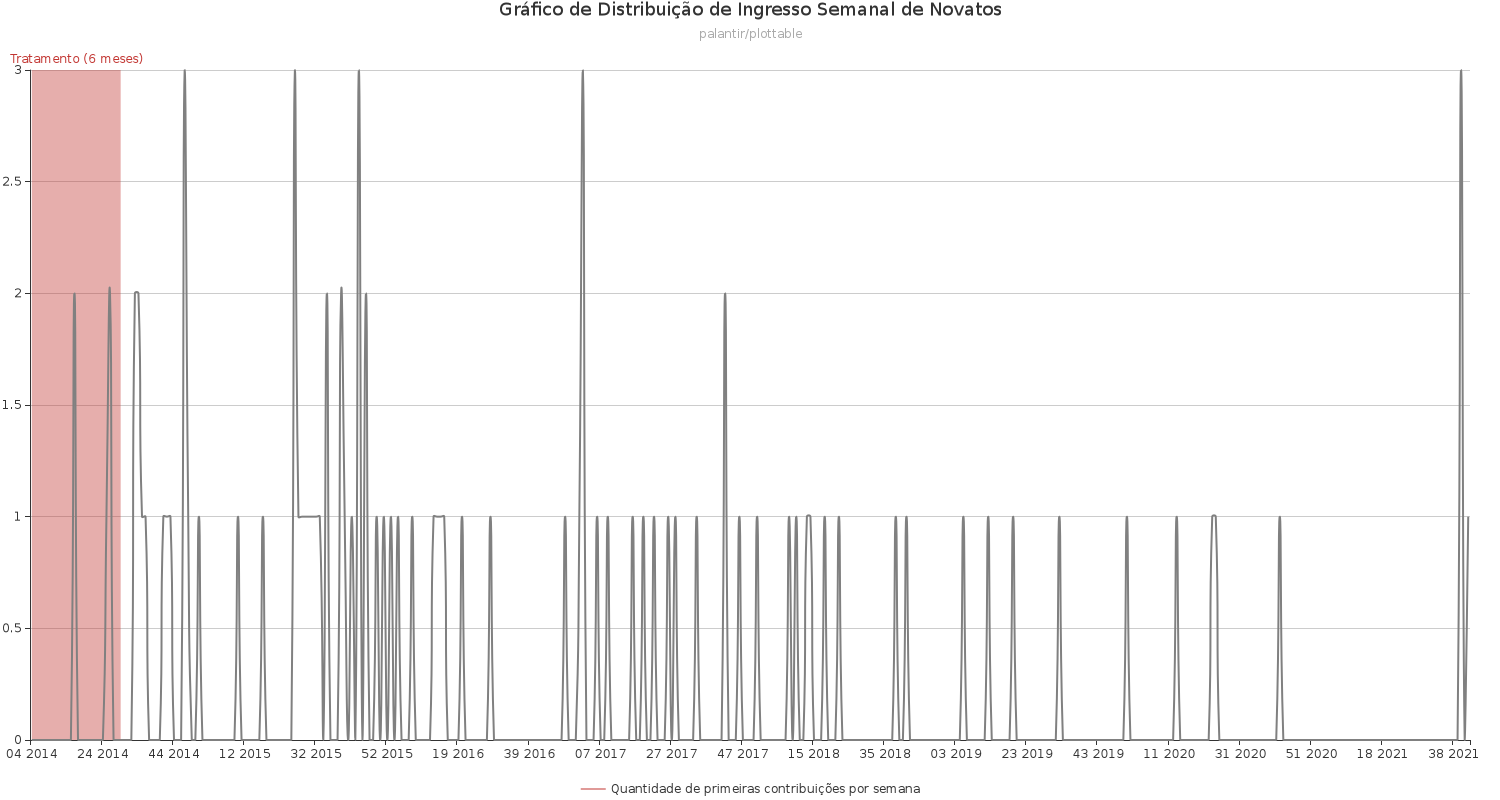 Gráfico de Distribuição de Ingresso Semanal de Novatos
palantir/plottable
Tratamento (6 meses)
3
2.5
2
1.5
1
0.5
0
04 2014 24 2014 44 2014 12 2015 32 2015 52 2015 19 2016 39 2016 07 2017 27 2017 47 2017 15 2018 35 2018 03 2019 23 2019 43 2019 11 2020 31 2020 51 2020 18 2021 38 2021
Quantidade de primeiras contribuições por semana